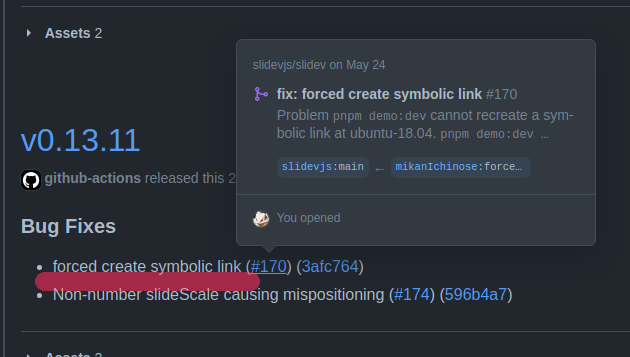 Assets 2
slidevjs/slidev on May 24
fix: forced create symbolic link #170
Problem pnpm demo:dev cannot recreate a sym-
bolic link at ubuntu-18.04. pnpm demo:dev …
slidevjs:main ← mikanIchinose:force…
You opened
v0.13.11
github-actions released this 2
Bug Fixes
forced create symbolic link (#170) (3afc764)
Non-number slideScale causing mispositioning (#174) (596b4a7)
Assets 2